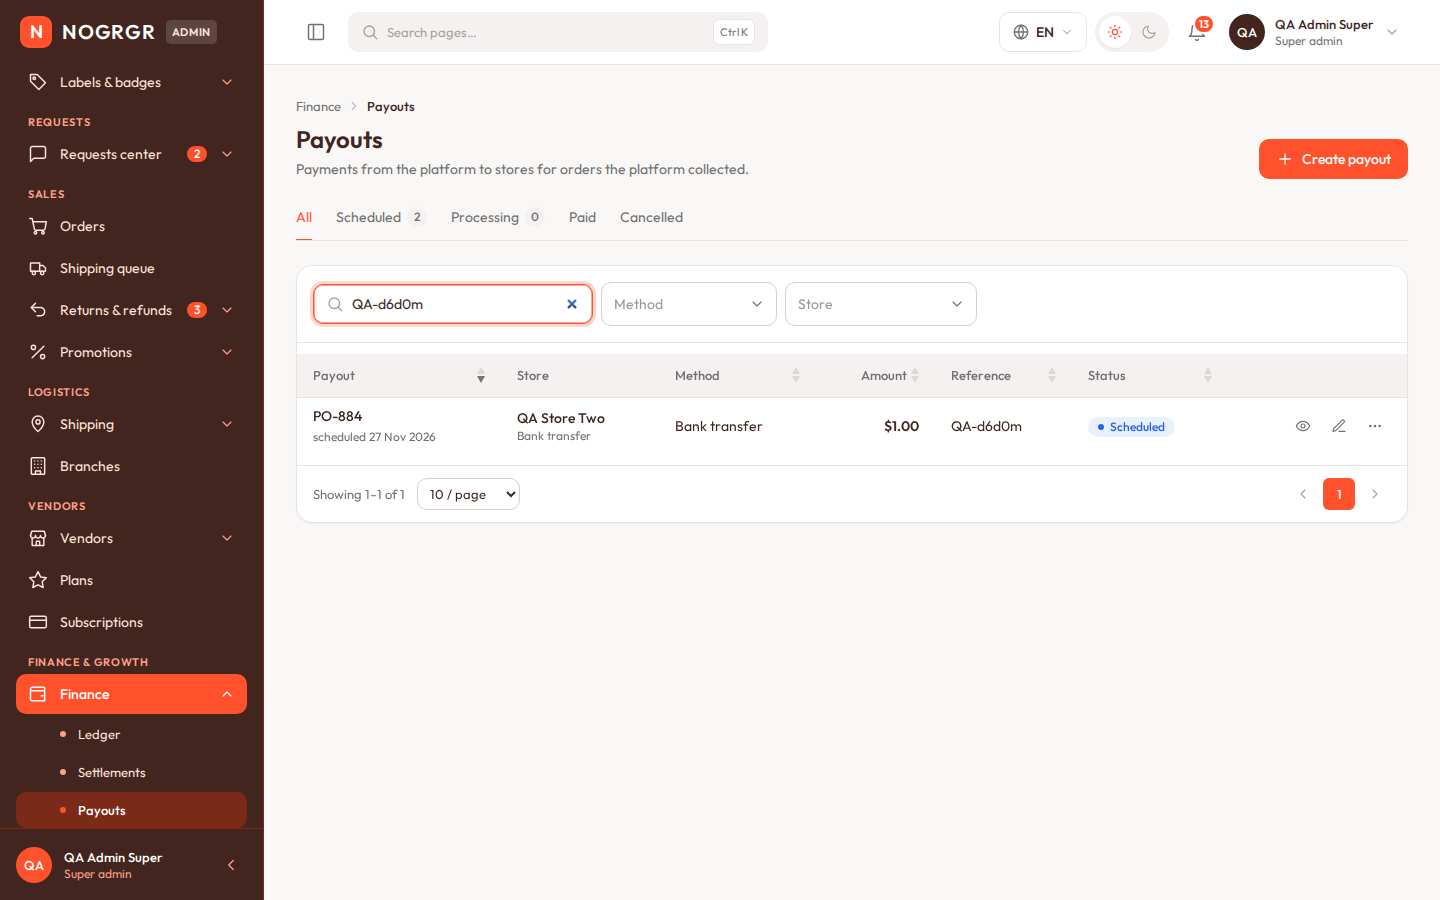 N NOGRGR ADMIN
Labels & badges
REQUESTS
Requests center 2
SALES
Orders
Shipping queue
Returns & refunds 3
Promotions
LOGISTICS
Shipping
Branches
VENDORS
Vendors
Plans
Subscriptions
FINANCE & GROWTH
Finance
Ledger
Settlements
Payouts
QA QA Admin Super
Super admin
Search pages... Ctrl K
EN
13
QA QA Admin Super
Super admin
Finance Payouts
Payouts
Payments from the platform to stores for orders the platform collected.
Create payout
All Scheduled 2 Processing 0 Paid Cancelled
QA-d6d0m Method Store
Payout Store Method Amount Reference Status
PO-884 QA Store Two Bank transfer $1.00 QA-d6d0m Scheduled
scheduled 27 Nov 2026 Bank transfer
Showing 1–1 of 1 10 / page 1